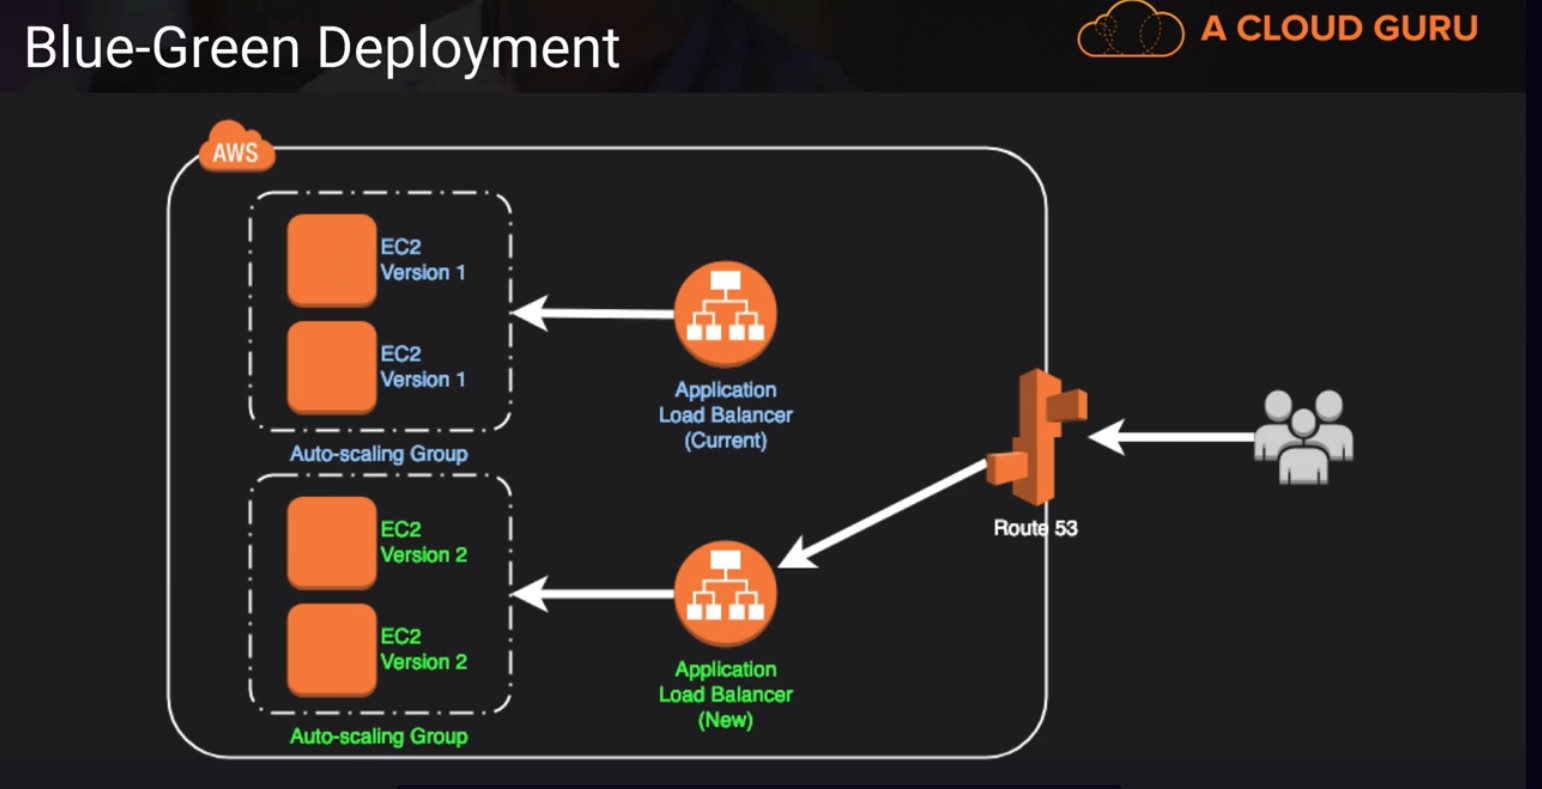 Blue-Green Deployment
A CLOUD GURU
AWS
EC2
Version 1
EC2
Version 1
Auto-scaling Group
Application
Load Balancer
(Current)
EC2
Version 2
EC2
Version 2
Auto-scaling Group
Application
Load Balancer
(New)
Route 53